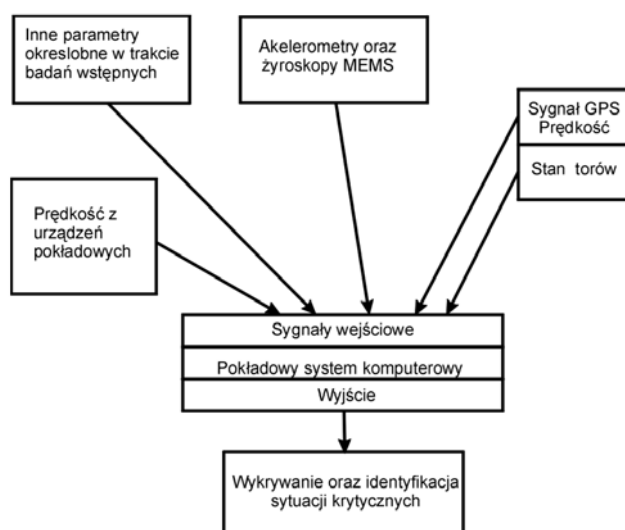 Inne parametry
okreslobne w trakcie
badań wstępnych
Akelerometry oraz
żyroskopy MEMS
Sygnał GPS
Prędkość
Stan torów
Prędkość z
urządzeń
pokładowych
Sygnały wejściowe
Pokładowy system komputerowy
Wyjście
Wykrywanie oraz identyfikacja
sytuacji krytycznych